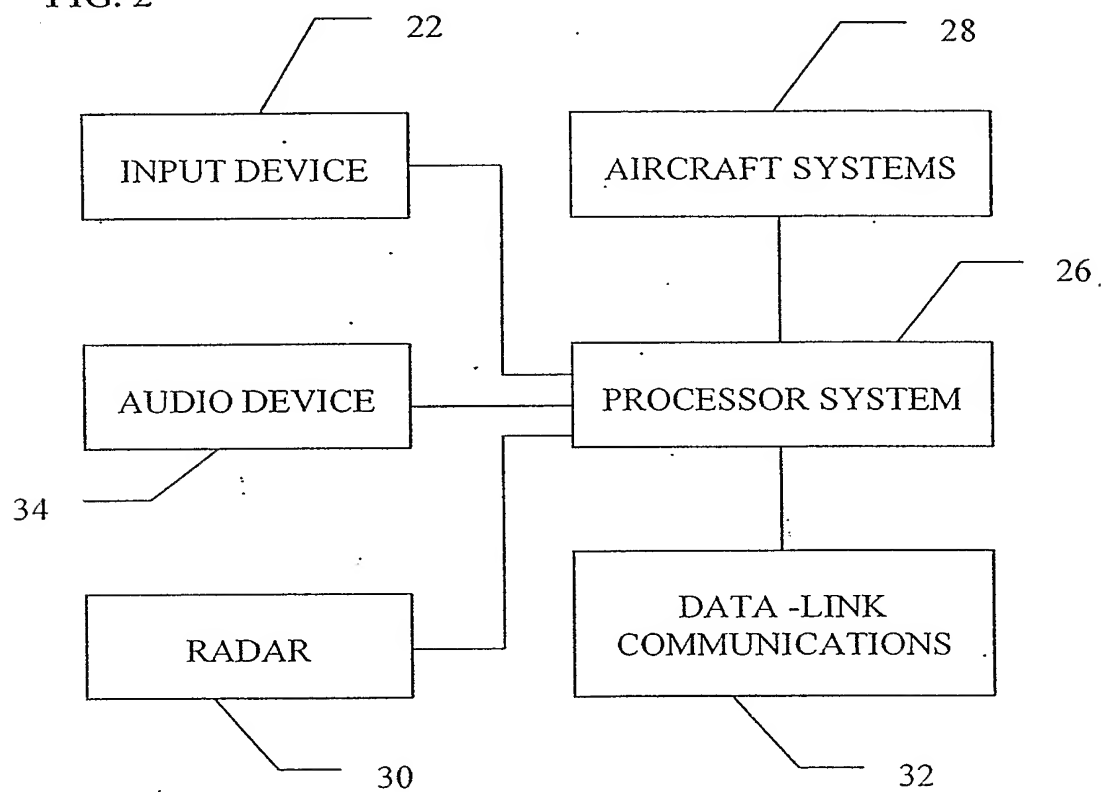 FIG. 2
22
28
INPUT DEVICE
AIRCRAFT SYSTEMS
26
AUDIO DEVICE
PROCESSOR SYSTEM
34
DATA -LINK
COMMUNICATIONS
RADAR
30
32